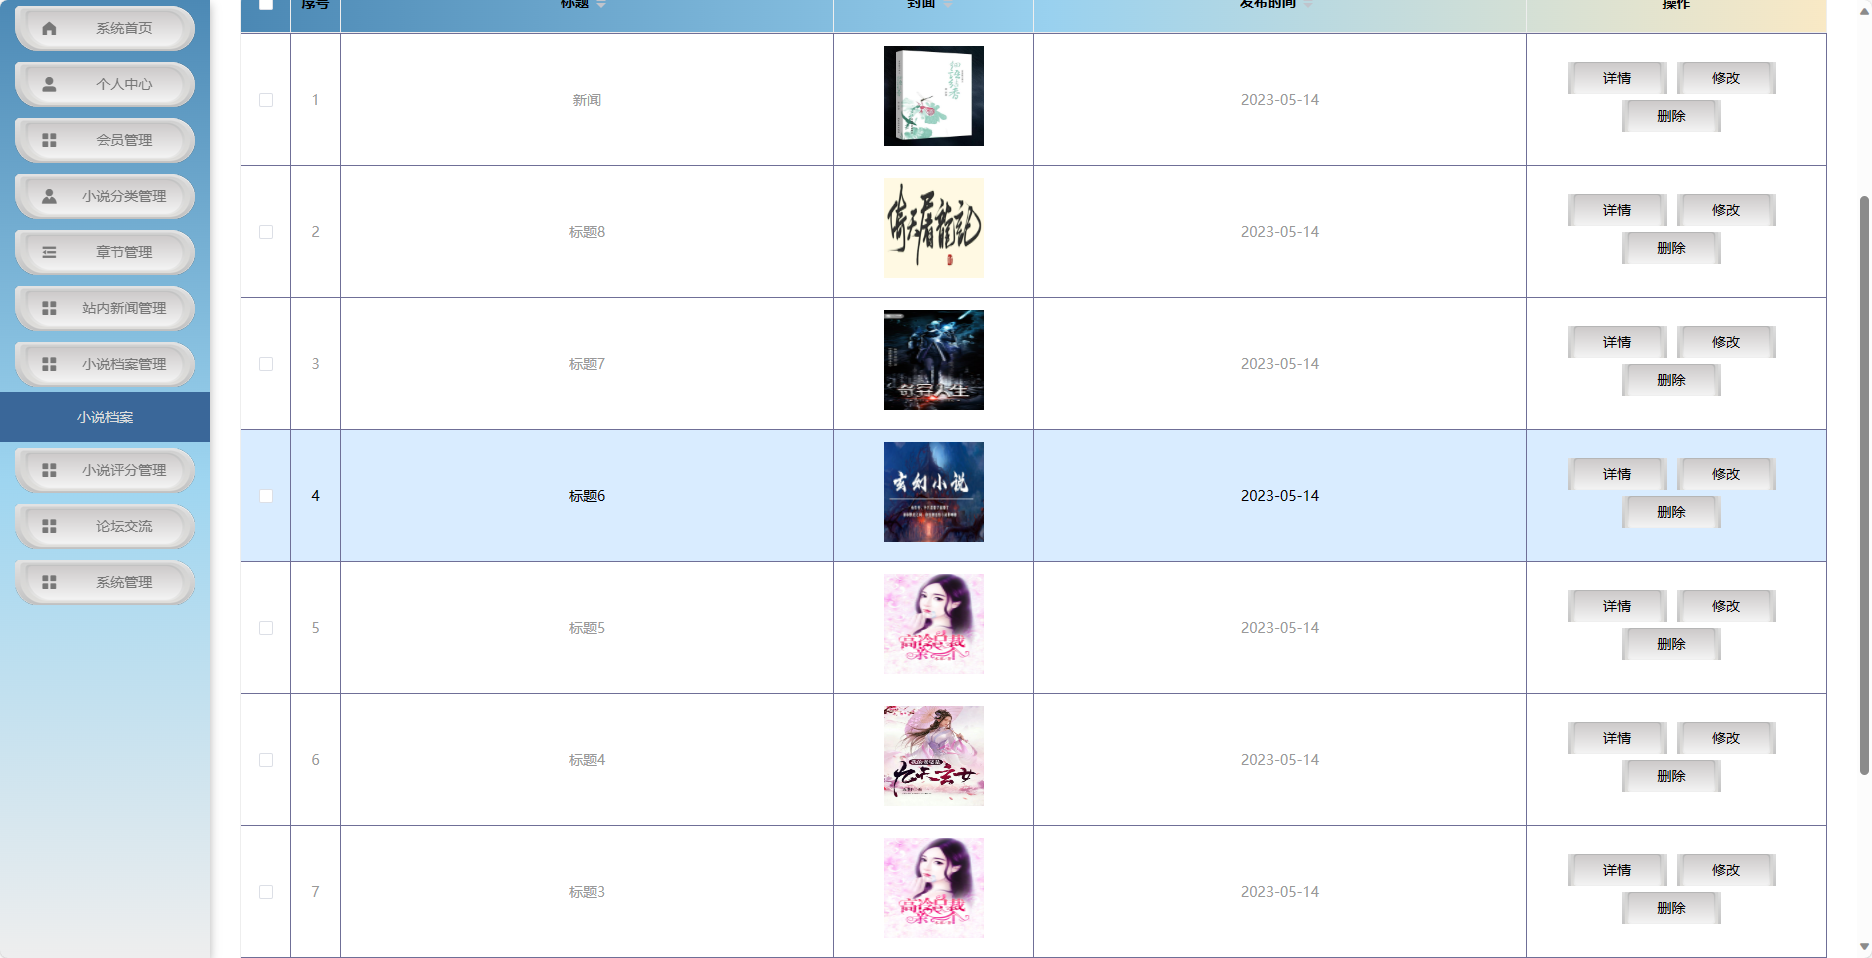 系统首页
个人中心
会员管理
小说分类管理
章节管理
站内新闻管理
小说档案管理
小说档案
小说评分管理
论坛交流
系统管理
序号 标题 封面 发布时间 操作
1 新闻 2023-05-14 详情 修改
删除
2 标题8 倚天屠龍記 2023-05-14 详情 修改
删除
3 标题7 2023-05-14 详情 修改
删除
4 标题6 玄幻小说 2023-05-14 详情 修改
删除
5 标题5 高冷总裁 2023-05-14 详情 修改
删除
6 标题4 2023-05-14 详情 修改
删除
7 标题3 高冷总裁 2023-05-14 详情 修改
删除